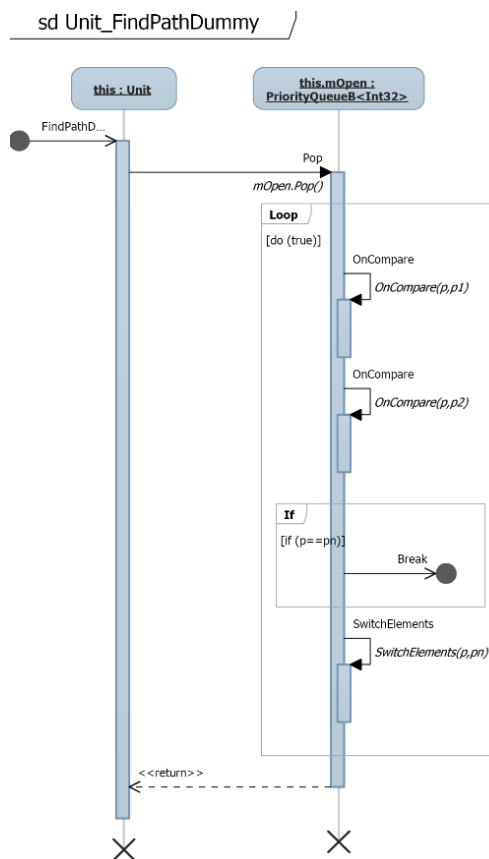 sd Unit_FindPathDummy
this : Unit
this.mOpen :
PriorityQueueB<Int32>
FindPathD...
Pop
mOpen.Pop()
Loop
[do (true)]
OnCompare
OnCompare(p,p1)
OnCompare
OnCompare(p,p2)
If
[if (p==pn)]
Break
SwitchElements
SwitchElements(p,pn)
<<return>>